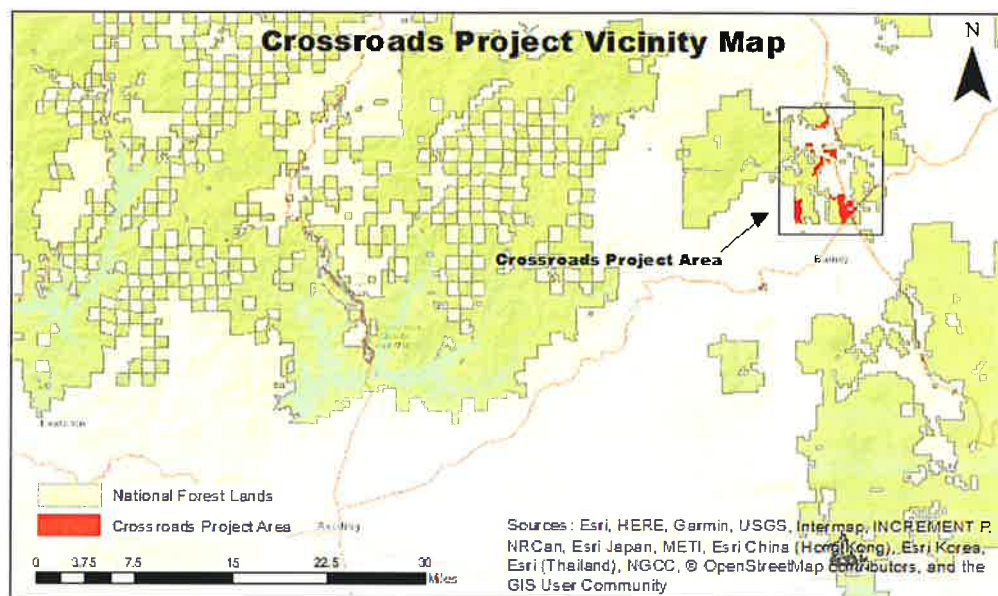 Crossroads Project Vicinity Map
N
Crossroads Project Area
Burney
Redding
National Forest Lands
Crossroads Project Area
Sources: Esri, HERE, Garmin, USGS, Intermap, INCREMENT P,
NRCan, Esri Japan, METI, Esri China (Hong Kong), Esri Korea,
Esri (Thailand), NGCC, © OpenStreetMap contributors, and the
GIS User Community
0 3.75 7.5 15 22.5 30
Miles